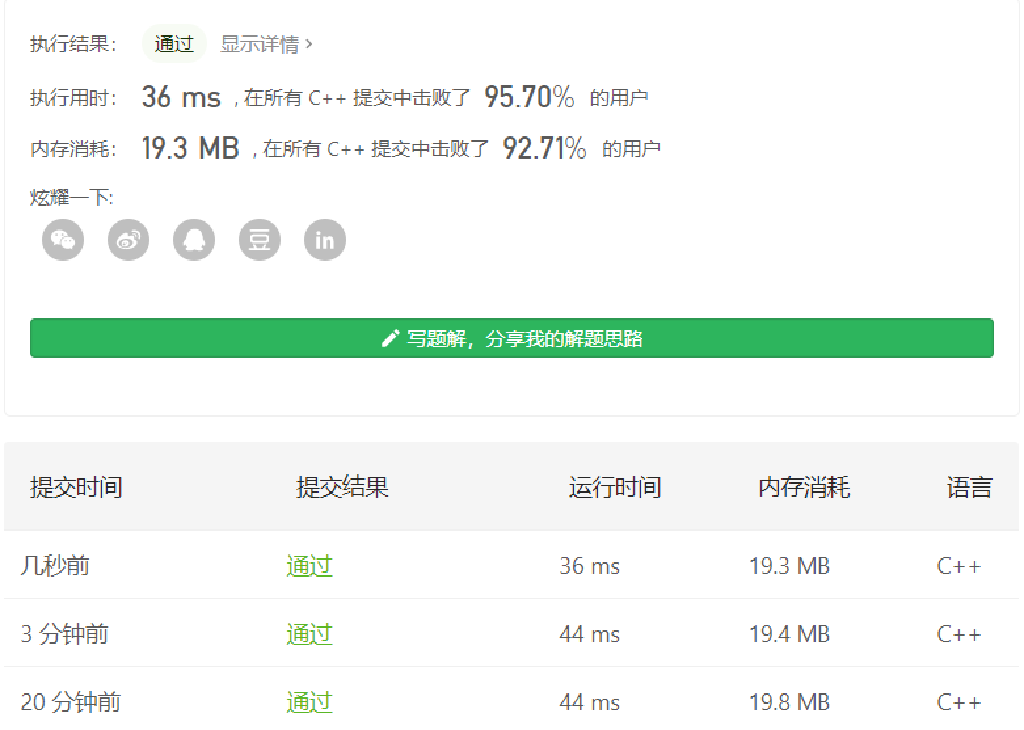 执行结果： 通过 显示详情 >
执行用时： 36 ms ，在所有 C++ 提交中击败了 95.70% 的用户
内存消耗： 19.3 MB ，在所有 C++ 提交中击败了 92.71% 的用户
炫耀一下:
豆 in
写题解，分享我的解题思路
提交时间 提交结果 运行时间 内存消耗 语言
几秒前 通过 36 ms 19.3 MB C++
3 分钟前 通过 44 ms 19.4 MB C++
20 分钟前 通过 44 ms 19.8 MB C++